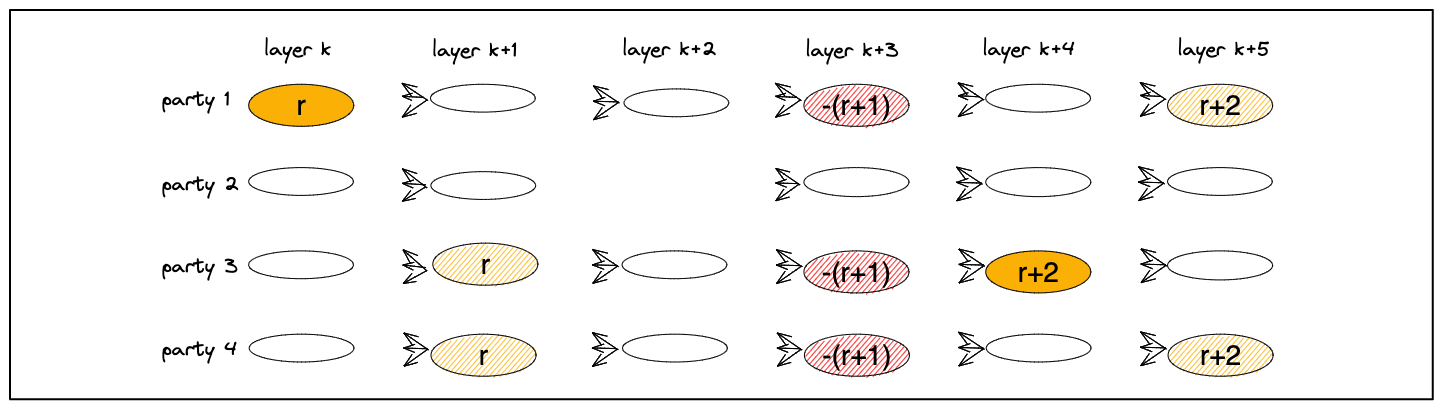 layer k layer k+1 layer k+2 layer k+3 layer k+4 layer k+5
party 1 r -(r+1) r+2
party 2
party 3 r -(r+1) r+2
party 4 r -(r+1) r+2